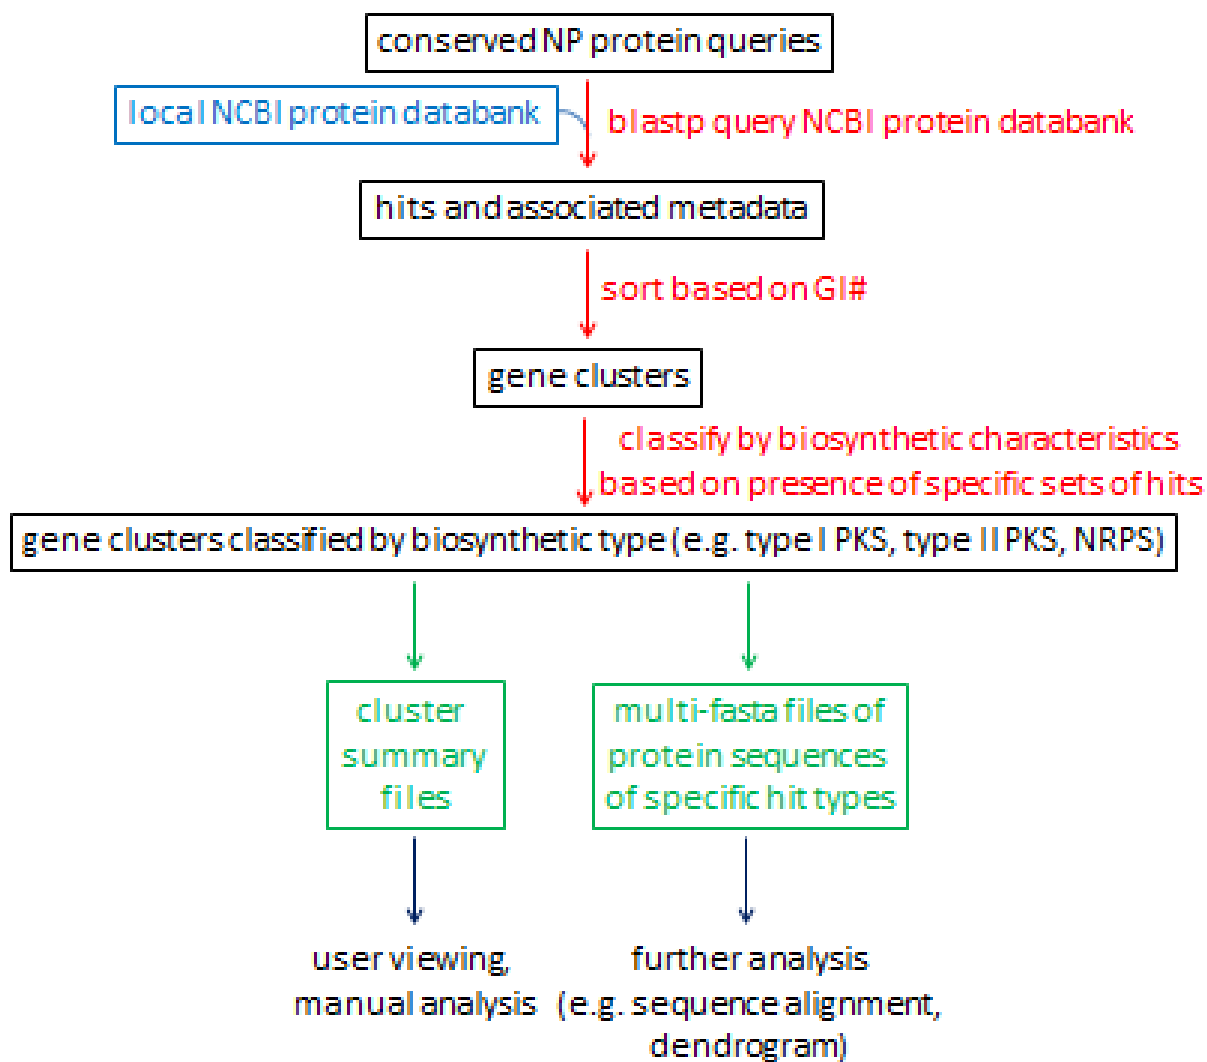 conserved NP protein queries
local NCBI protein databank
blastp query NCBI protein databank
hits and associated metadata
sort based on GI#
gene clusters
classify by biosynthetic characteristics
based on presence of specific sets of hits
gene clusters classified by biosynthetic type (e.g. type I PKS, type II PKS, NRPS)
cluster
summary
files
multi-fasta files of
protein sequences
of specific hit types
user viewing,
manual analysis
further analysis
(e.g. sequence alignment,
dendrogram)